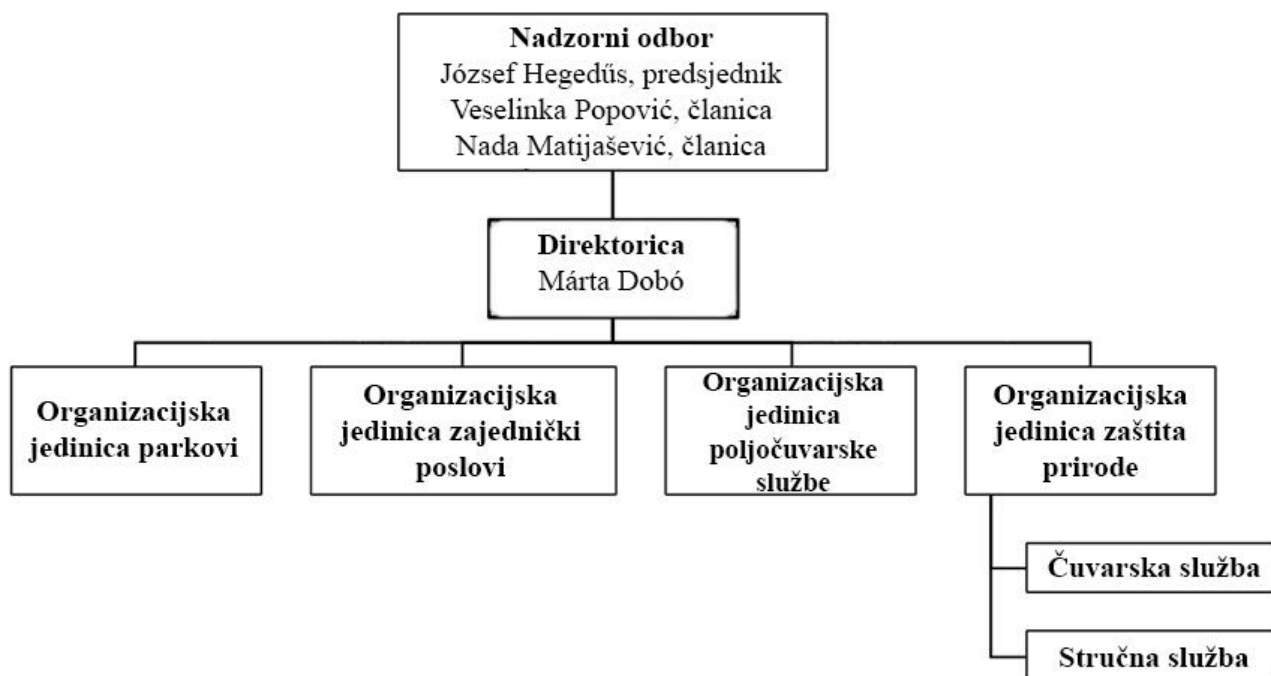 Nadzorni odbor
József Hegedűs, predsjednik
Veselinka Popović, članica
Nada Matijašević, članica
Direktorica
Márta Dobó
Organizacijska
jedinica parkovi
Organizacijska
jedinica zajednički
poslovi
Organizacijska
jedinica
poljočuvarske
službe
Organizacijska
jedinica zaštita
prirode
Čuvarska služba
Stručna služba